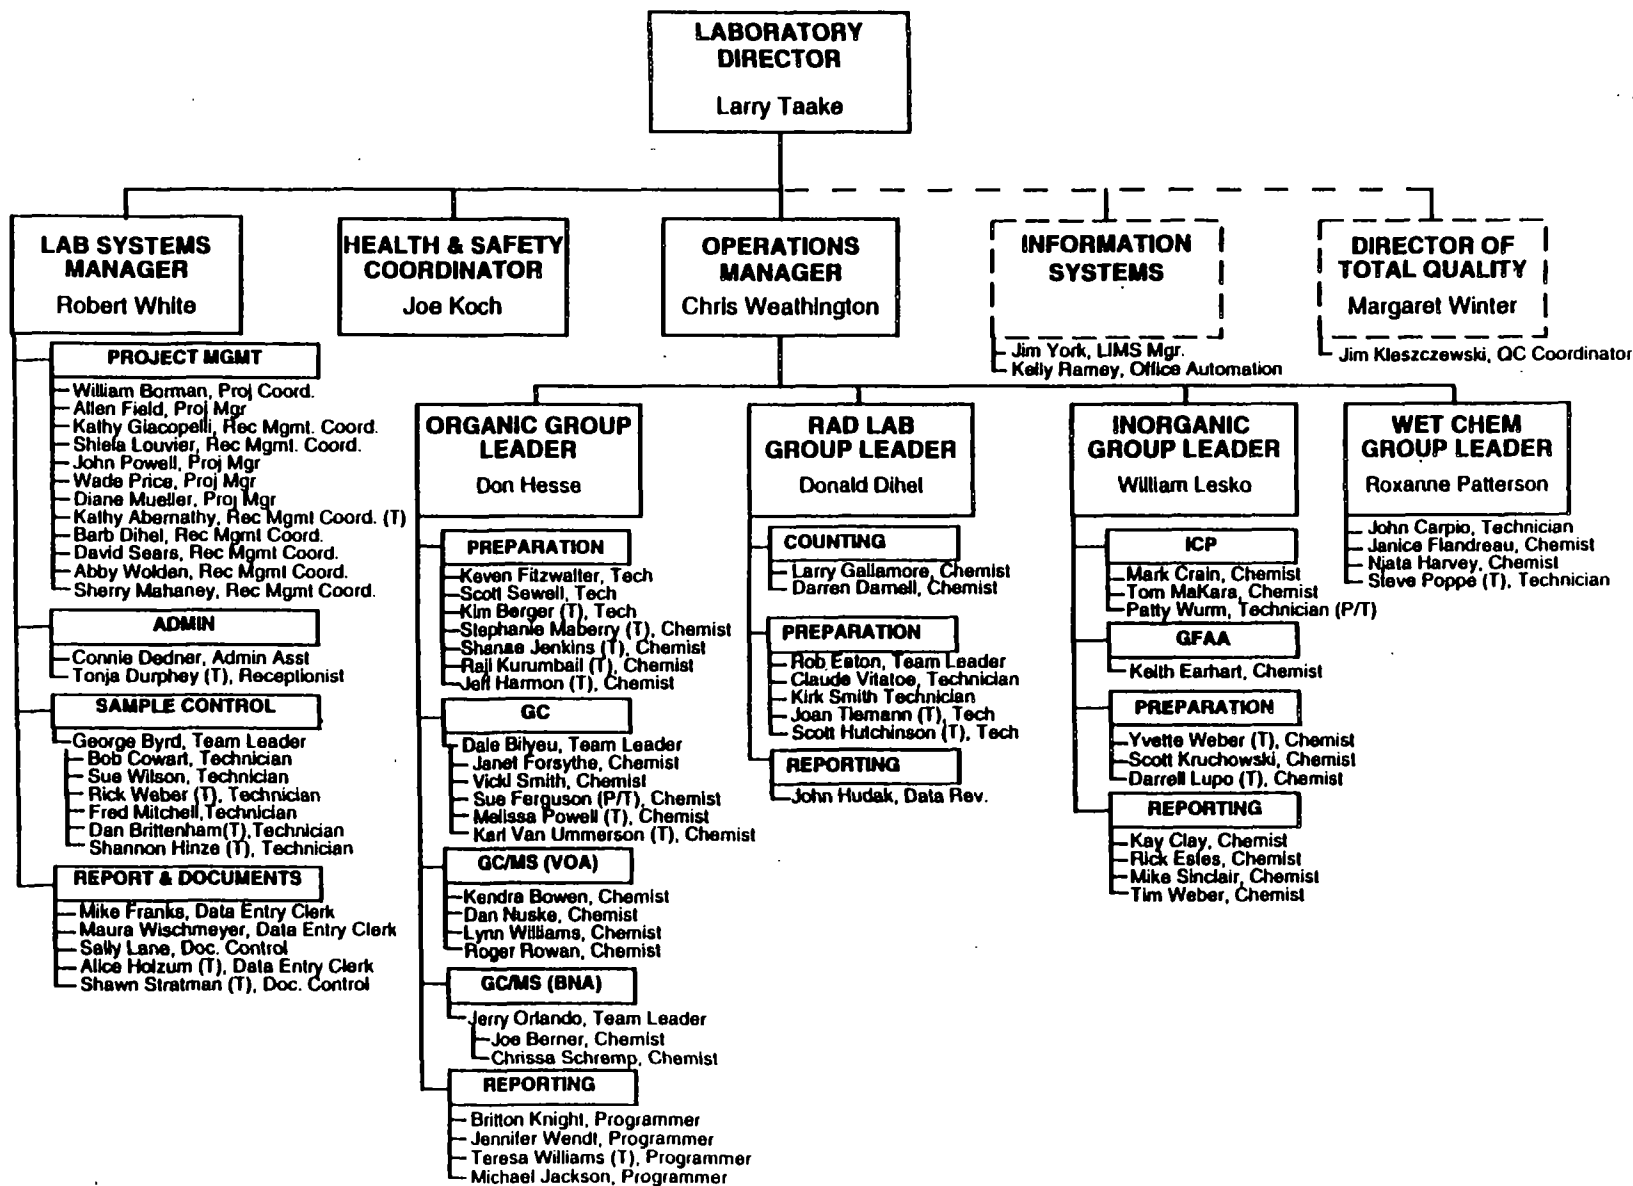 LABORATORY
DIRECTOR
Larry Taake
LAB SYSTEMS
MANAGER
Robert White
HEALTH & SAFETY
COORDINATOR
Joe Koch
OPERATIONS
MANAGER
Chris Weathington
INFORMATION
SYSTEMS
DIRECTOR OF
TOTAL QUALITY
Margaret Winter
Jim York, LIMS Mgr.
Kelly Ramey, Office Automation
Jim Kleszczewski, QC Coordinator
PROJECT MGMT
William Borman, Proj Coord.
Allen Field, Proj Mgr
Kathy Giacopelli, Rec Mgmt. Coord.
Shiela Louvier, Rec Mgmt. Coord.
John Powell, Proj Mgr
Wade Price, Proj Mgr
Diane Mueller, Proj Mgr
Kathy Abernathy, Rec Mgmt Coord. (T)
Barb Dihel, Rec Mgmt Coord.
David Sears, Rec Mgmt Coord.
Abby Wolden, Rec Mgmt Coord.
Sherry Mahaney, Rec Mgmt Coord.
ADMIN
Connie Dedner, Admin Asst
Tonja Durphey (T), Receptionist
SAMPLE CONTROL
George Byrd, Team Leader
Bob Cowart, Technician
Sue Wilson, Technician
Rick Weber (T), Technician
Fred Mitchell,Technician
Dan Brittenham(T),Technician
Shannon Hinze (T), Technician
REPORT & DOCUMENTS
Mike Franks, Data Entry Clerk
Maura Wischmeyer, Data Entry Clerk
Sally Lane, Doc. Control
Alice Holzum (T), Data Entry Clerk
Shawn Stratman (T), Doc. Control
ORGANIC GROUP
LEADER
Don Hesse
PREPARATION
Keven Fitzwalter, Tech
Scott Sewell, Tech
Kim Berger (T), Tech
Stephanie Maberry (T), Chemist
Shanae Jenkins (T), Chemist
Raji Kurumbail (T), Chemist
Jeff Harmon (T), Chemist
GC
Dale Bilyeu, Team Leader
Janet Forsythe, Chemist
Vicki Smith, Chemist
Sue Ferguson (P/T), Chemist
Melissa Powell (T), Chemist
Karl Van Ummerson (T), Chemist
GC/MS (VOA)
Kendra Bowen, Chemist
Dan Nuske, Chemist
Lynn Williams, Chemist
Roger Rowan, Chemist
GC/MS (BNA)
Jerry Orlando, Team Leader
Joe Berner, Chemist
Chrissa Schremp, Chemist
REPORTING
Britton Knight, Programmer
Jennifer Wendt, Programmer
Teresa Williams (T), Programmer
Michael Jackson, Programmer
RAD LAB
GROUP LEADER
Donald Dihel
COUNTING
Larry Gallamore, Chemist
Darren Darnell, Chemist
PREPARATION
Rob Eaton, Team Leader
Claude Vitatoe, Technician
Kirk Smith Technician
Joan Tiemann (T), Tech
Scott Hutchinson (T), Tech
REPORTING
John Hudak, Data Rev.
INORGANIC
GROUP LEADER
William Lesko
ICP
Mark Crain, Chemist
Tom MaKara, Chemist
Patty Wurm, Technician (P/T)
GFAA
Keith Earhart, Chemist
PREPARATION
Yvette Weber (T), Chemist
Scott Kruchowski, Chemist
Darrell Lupo (T), Chemist
REPORTING
Kay Clay, Chemist
Rick Estes, Chemist
Mike Sinclair, Chemist
Tim Weber, Chemist
WET CHEM
GROUP LEADER
Roxanne Patterson
John Carpio, Technician
Janice Flandreau, Chemist
Niata Harvey, Chemist
Steve Poppe (T), Technician